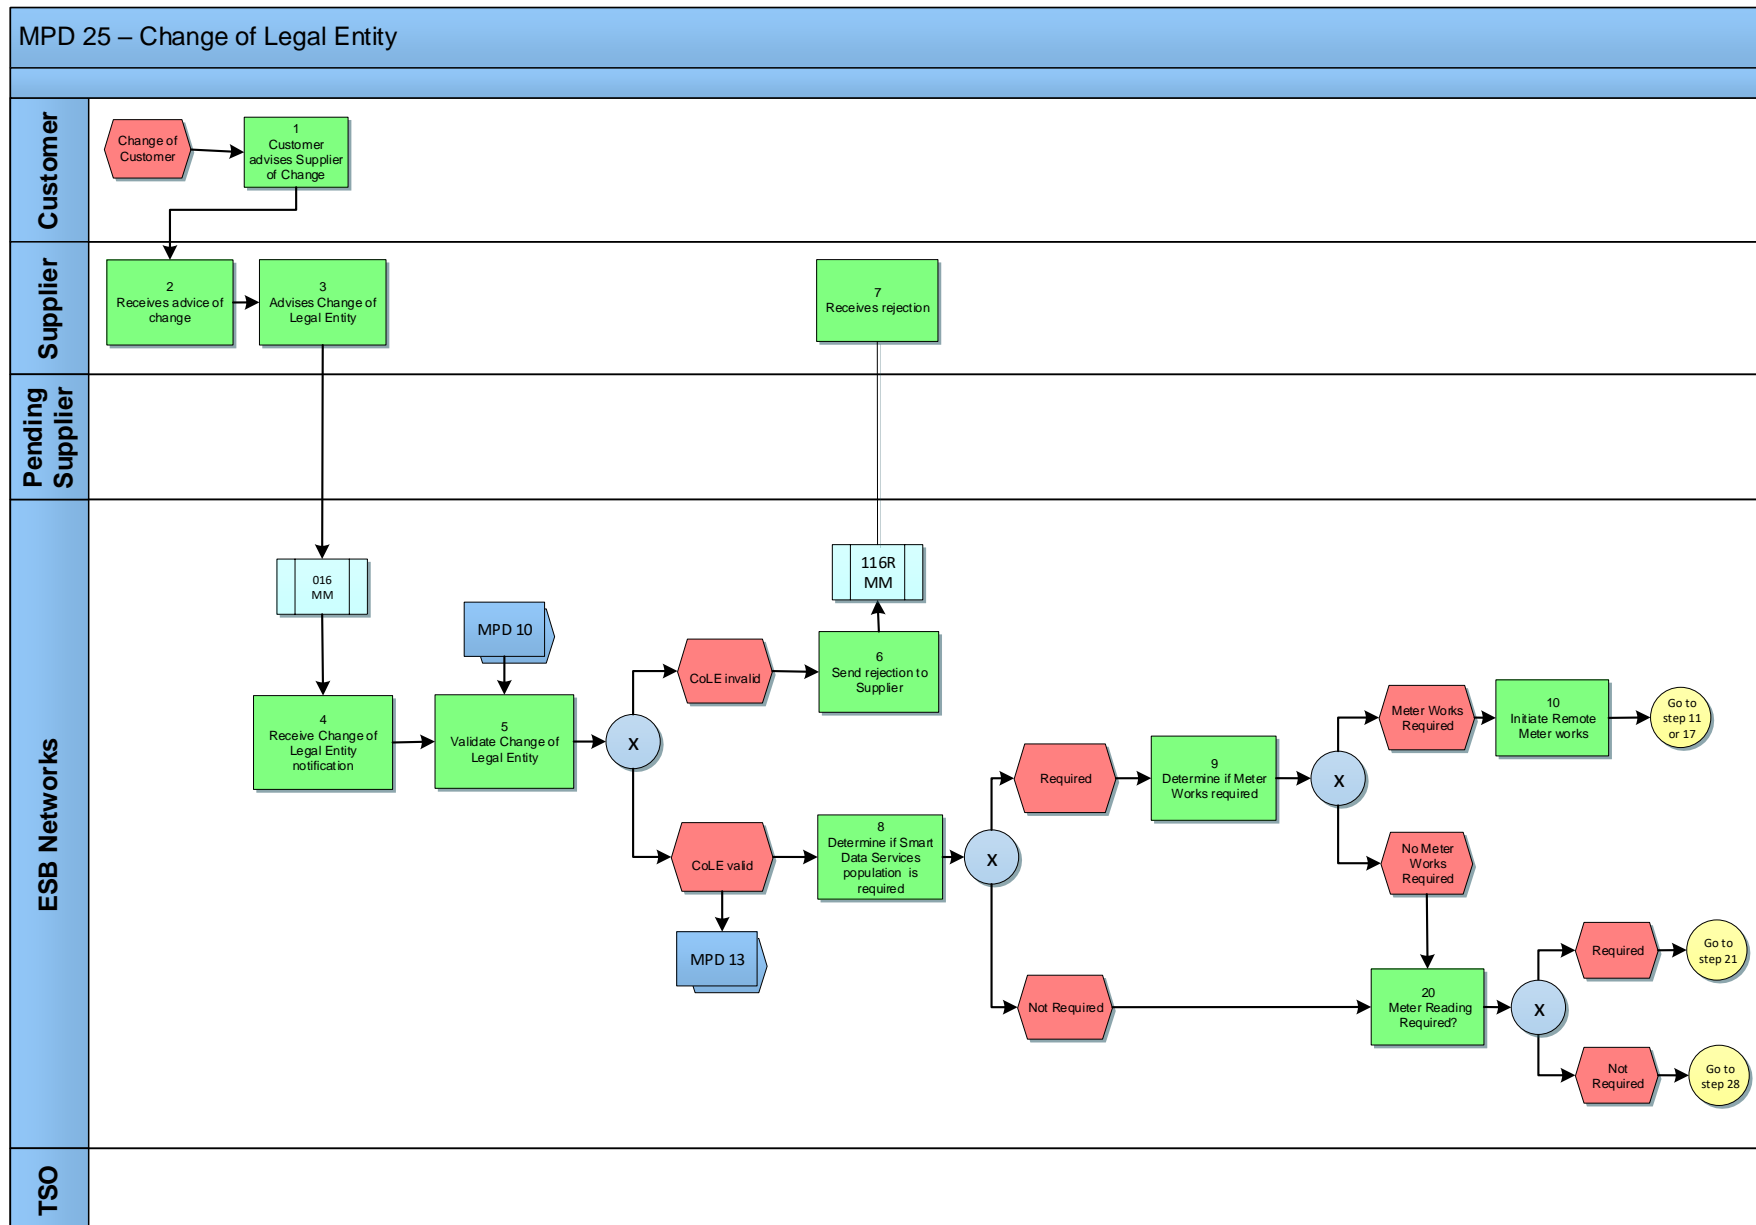 MPD 25 – Change of Legal Entity
Customer
Change of
Customer
1
Customer
advises Supplier
of Change
Supplier
2
Receives advice of
change
3
Advises Change of
Legal Entity
7
Receives rejection
Pending
Supplier
ESB Networks
016
MM
116R
MM
MPD 10
4
Receive Change of
Legal Entity
notification
5
Validate Change of
Legal Entity
X
CoLE invalid
6
Send rejection to
Supplier
CoLE valid
MPD 13
8
Determine if Smart
Data Services
population is
required
X
Required
9
Determine if Meter
Works required
X
Meter Works
Required
10
Initiate Remote
Meter works
Go to
step 11
or 17
No Meter
Works
Required
Not Required
20
Meter Reading
Required?
X
Required
Go to
step 21
Not
Required
Go to
step 28
TSO